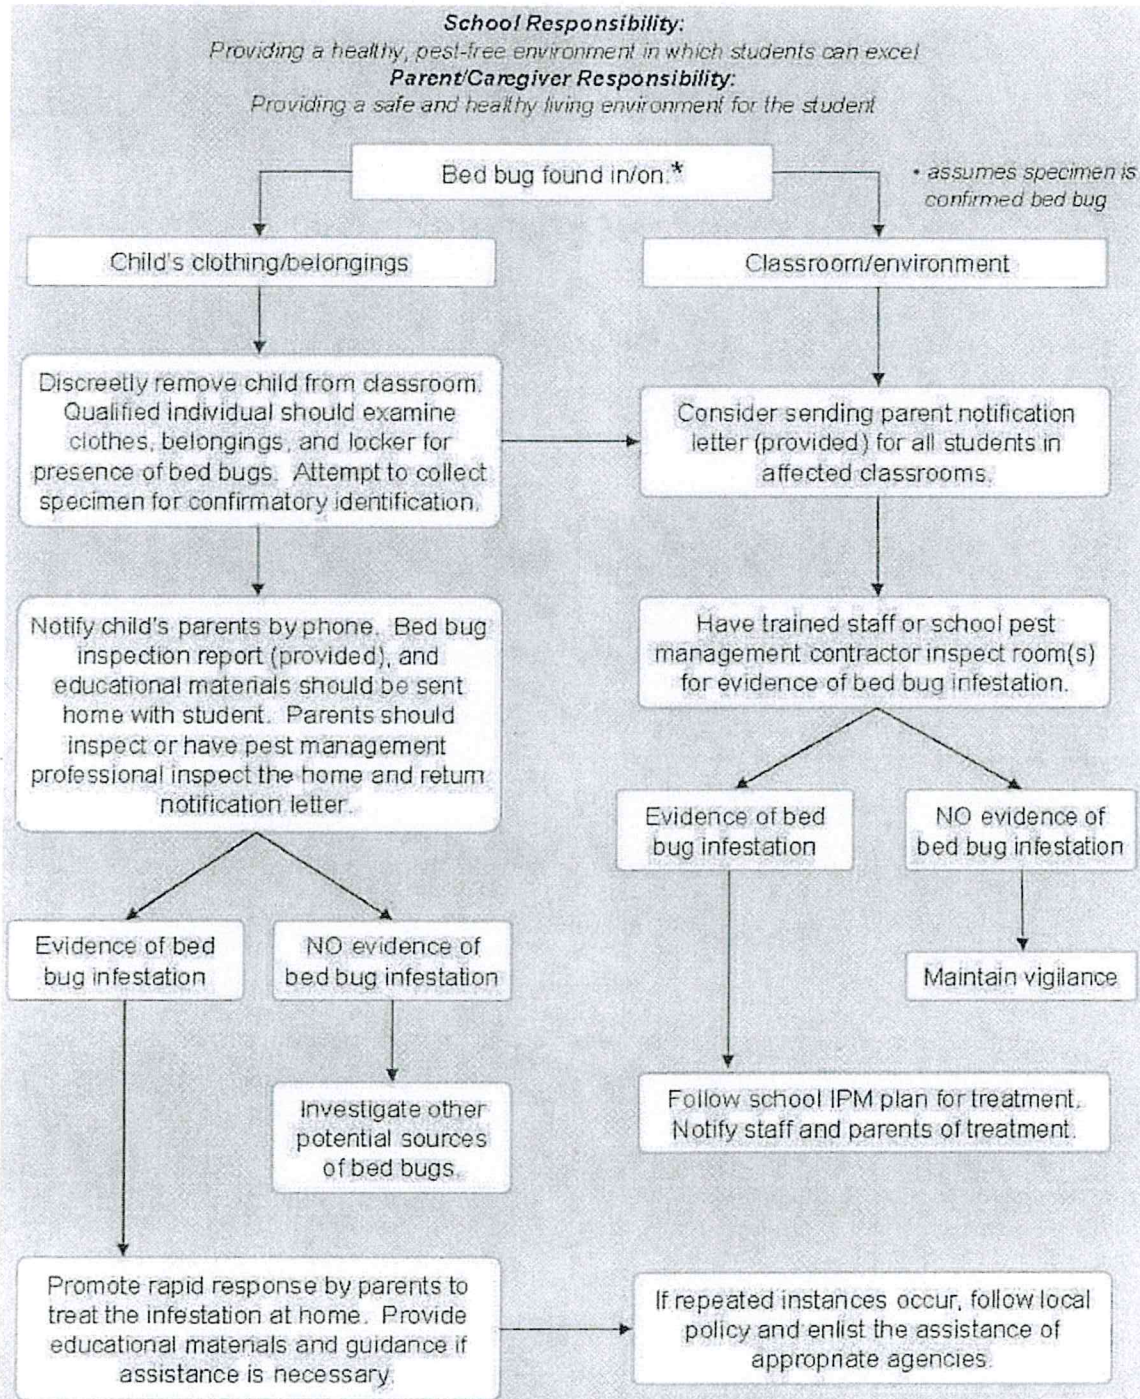 School Responsibility:
Providing a healthy, pest-free environment in which students can excel
Parent/Caregiver Responsibility:
Providing a safe and healthy living environment for the student
Bed bug found in/on:*
• assumes specimen is
confirmed bed bug
Child's clothing/belongings
Classroom/environment
Discreetly remove child from classroom.
Qualified individual should examine
clothes, belongings, and locker for
presence of bed bugs. Attempt to collect
specimen for confirmatory identification.
Consider sending parent notification
letter (provided) for all students in
affected classrooms.
Notify child's parents by phone. Bed bug
inspection report (provided), and
educational materials should be sent
home with student. Parents should
inspect or have pest management
professional inspect the home and return
notification letter.
Have trained staff or school pest
management contractor inspect room(s)
for evidence of bed bug infestation.
Evidence of bed
bug infestation
NO evidence of
bed bug infestation
Maintain vigilance
Evidence of bed
bug infestation
NO evidence of
bed bug infestation
Investigate other
potential sources
of bed bugs.
Follow school IPM plan for treatment.
Notify staff and parents of treatment.
Promote rapid response by parents to
treat the infestation at home. Provide
educational materials and guidance if
assistance is necessary.
If repeated instances occur, follow local
policy and enlist the assistance of
appropriate agencies.